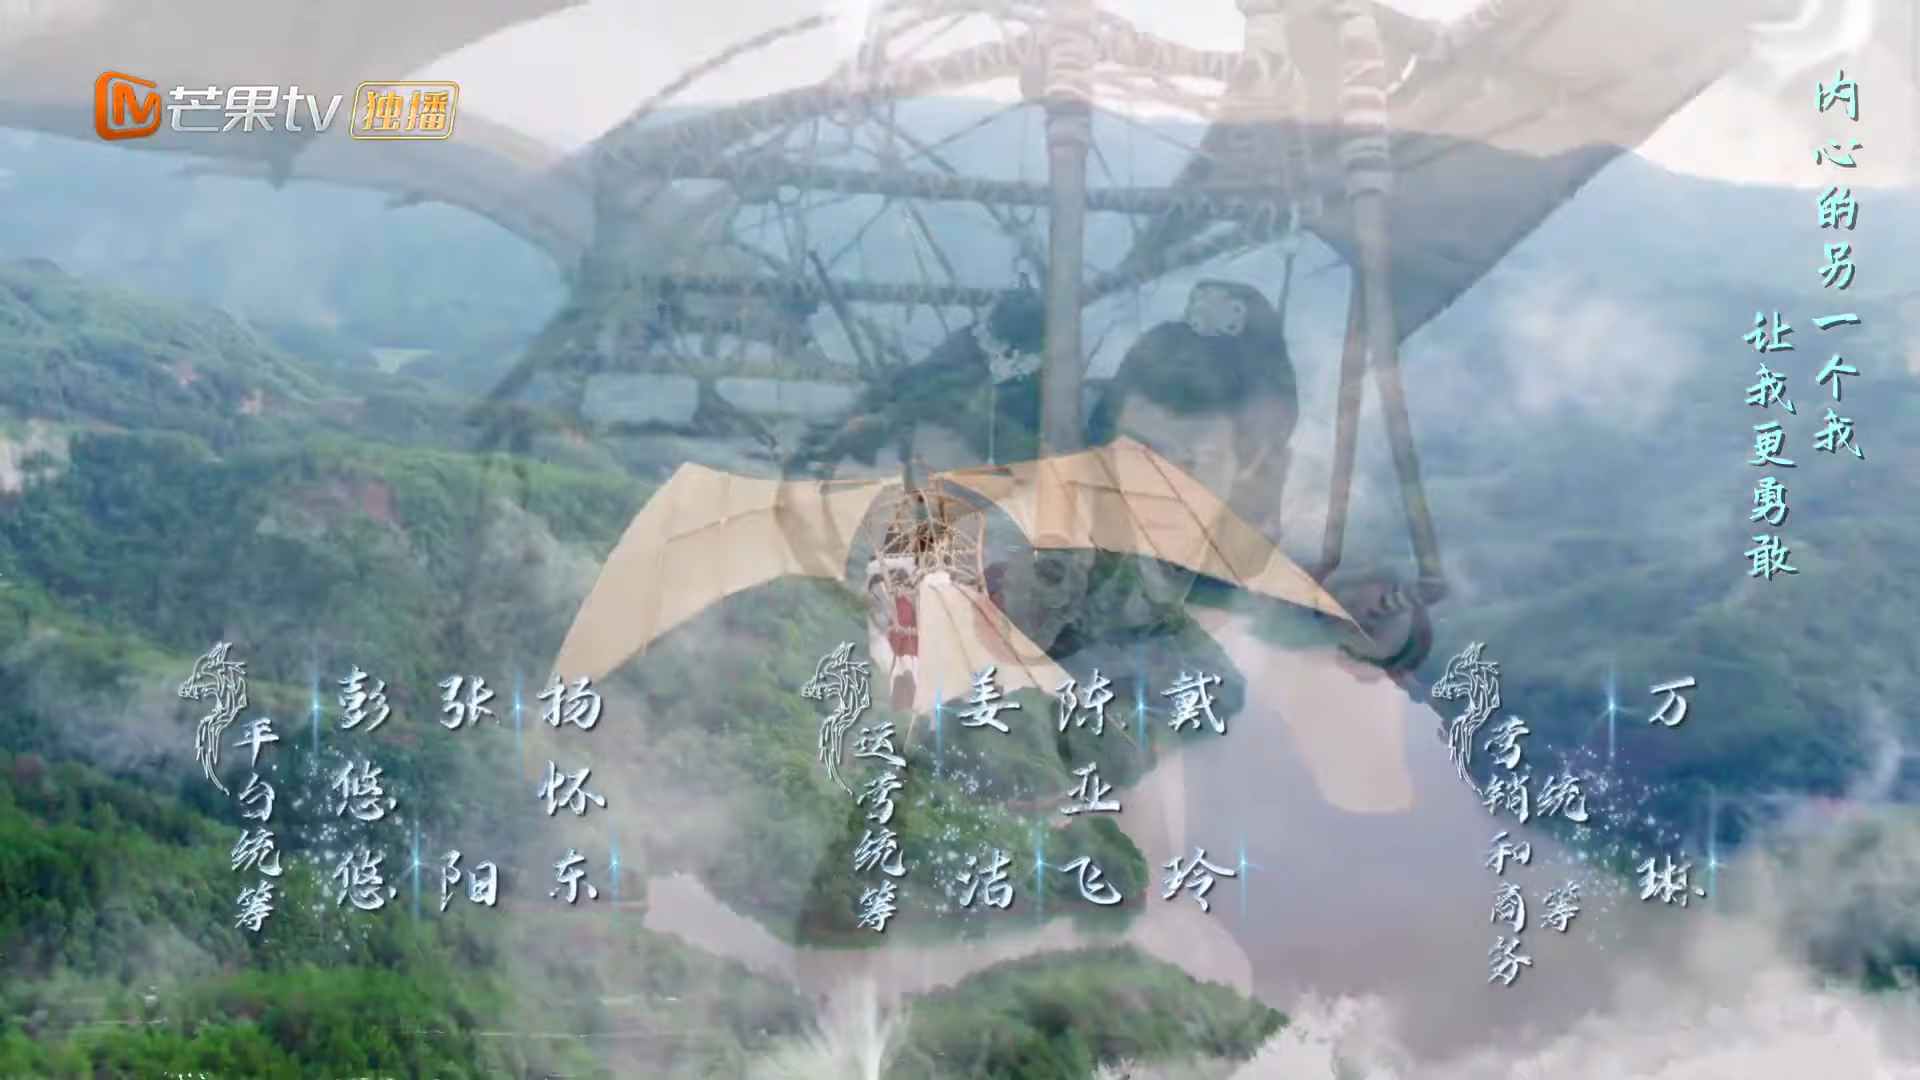 芒果tv 独播
内心的另一个我
让我更勇敢
平台统筹
彭悠悠
张阳
扬怀东
运营统筹
姜洁
陈亚飞
戴玲
营销和商务
统筹
万琳